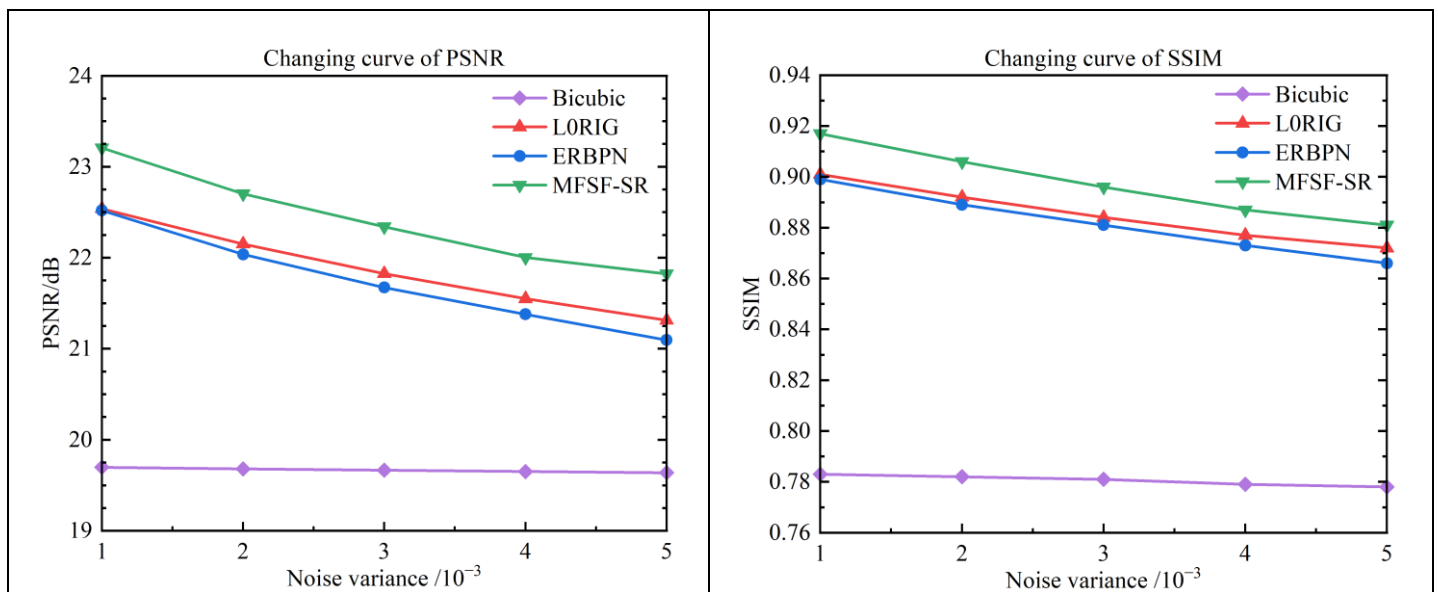 Changing curve of PSNR
24
23
22
21
20
19
PSNR/dB
Bicubic
L0RIG
ERBPN
MFSF-SR
1 2 3 4 5
Noise variance /10⁻³
Changing curve of SSIM
0.94
0.92
0.90
0.88
0.86
0.84
0.82
0.80
0.78
0.76
SSIM
Bicubic
L0RIG
ERBPN
MFSF-SR
1 2 3 4 5
Noise variance /10⁻³